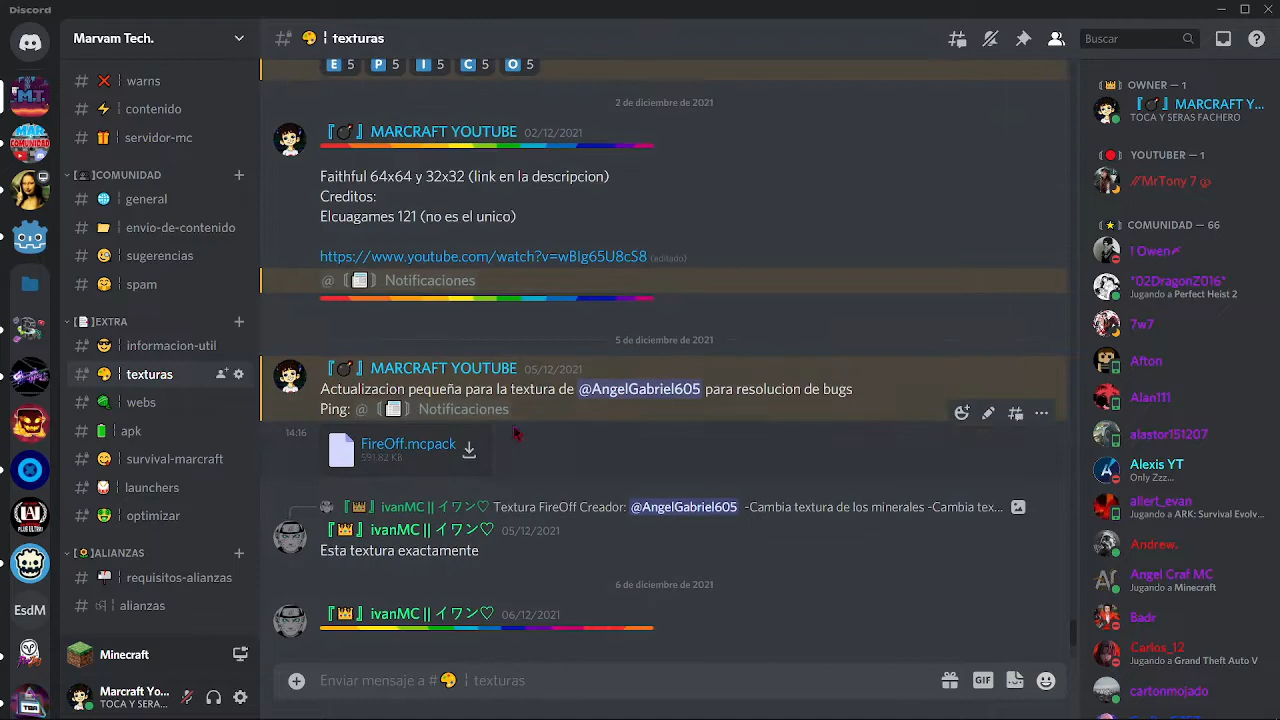 Discord
Marvam Tech.
texturas
Buscar
warns
contenido
servidor-mc
COMUNIDAD
general
envio-de-contenido
sugerencias
spam
EXTRA
informacion-util
texturas
webs
apk
survival-marcraft
launchers
optimizar
ALIANZAS
requisitos-alianzas
alianzas
EsdM
Minecraft
Marcraft Yo...
TOCA Y SERA...
E 5 P 5 I 5 C 5 O 5
2 de diciembre de 2021
MARCRAFT YOUTUBE 02/12/2021
Faithful 64x64 y 32x32 (link en la descripcion)
Creditos:
Elcuagames 121 (no es el unico)
https://www.youtube.com/watch?v=wBIg65U8cS8 (editado)
@ Notificaciones
5 de diciembre de 2021
『』 MARCRAFT YOUTUBE 05/12/2021
Actualizacion pequeña para la textura de @AngelGabriel605 para resolucion de bugs
Ping: @ Notificaciones
14:16
FireOff.mcpack
591.82 KB
『』 ivanMC || イワン♡ Textura FireOff Creador: @AngelGabriel605 -Cambia textura de los minerales -Cambia tex...
『』 ivanMC || イワン♡ 05/12/2021
Esta textura exactamente
6 de diciembre de 2021
『』 ivanMC || イワン♡ 06/12/2021
Enviar mensaje a # texturas
GIF
OWNER — 1
『』 MARCRAFT Y...
TOCA Y SERAS FACHERO
YOUTUBER — 1
//MrTony 7
COMUNIDAD — 66
! Owen
*02DragonZ016*
Jugando a Perfect Heist 2
7w7
Afton
Alan111
alastor151207
Alexis YT
Only Zzz...
allert_evan
Jugando a ARK: Survival Evolv...
Andrew.
Angel Craf MC
Jugando a Minecraft
Badr
Carlos_12
Jugando a Grand Theft Auto V
cartonmojado